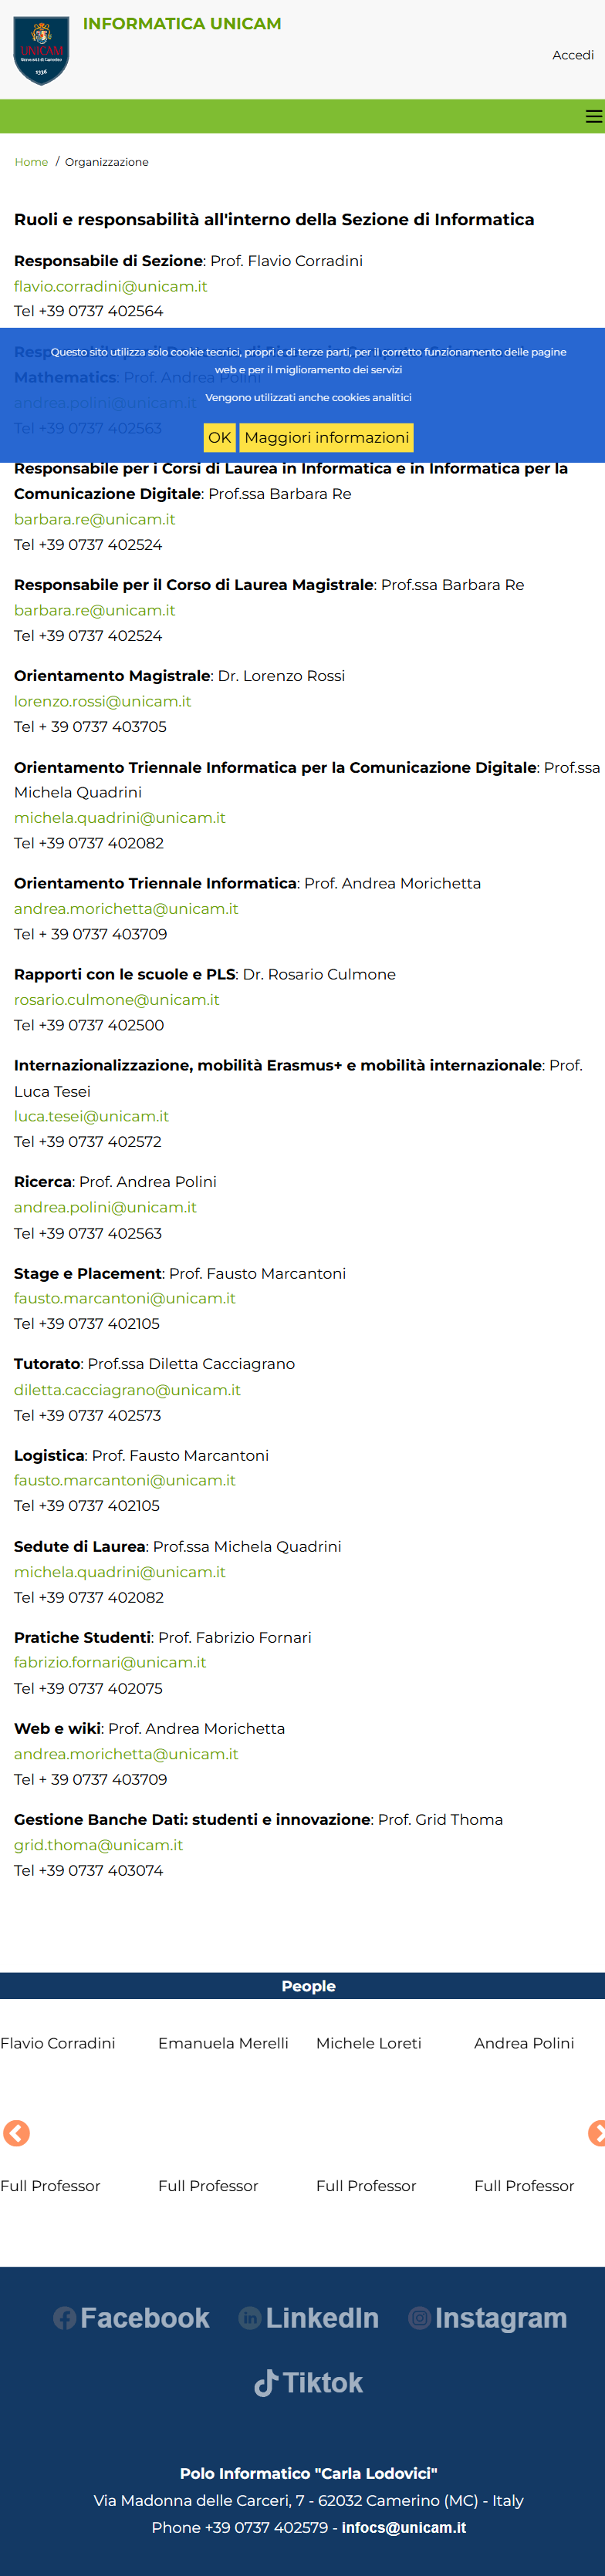 UNICAM
Università di Camerino
1336
INFORMATICA UNICAM
Accedi
Home / Organizzazione
Ruoli e responsabilità all'interno della Sezione di Informatica
Responsabile di Sezione: Prof. Flavio Corradini
flavio.corradini@unicam.it
Tel +39 0737 402564
Questo sito utilizza solo cookie tecnici, propri e di terze parti, per il corretto funzionamento delle pagine
web e per il miglioramento dei servizi
Mathematics: Prof. Andrea Polini
Vengono utilizzati anche cookies analitici
andrea.polini@unicam.it
Tel +39 0737 402563
OK Maggiori informazioni
Responsabile per i Corsi di Laurea in Informatica e in Informatica per la
Comunicazione Digitale: Prof.ssa Barbara Re
barbara.re@unicam.it
Tel +39 0737 402524
Responsabile per il Corso di Laurea Magistrale: Prof.ssa Barbara Re
barbara.re@unicam.it
Tel +39 0737 402524
Orientamento Magistrale: Dr. Lorenzo Rossi
lorenzo.rossi@unicam.it
Tel + 39 0737 403705
Orientamento Triennale Informatica per la Comunicazione Digitale: Prof.ssa
Michela Quadrini
michela.quadrini@unicam.it
Tel +39 0737 402082
Orientamento Triennale Informatica: Prof. Andrea Morichetta
andrea.morichetta@unicam.it
Tel + 39 0737 403709
Rapporti con le scuole e PLS: Dr. Rosario Culmone
rosario.culmone@unicam.it
Tel +39 0737 402500
Internazionalizzazione, mobilità Erasmus+ e mobilità internazionale: Prof.
Luca Tesei
luca.tesei@unicam.it
Tel +39 0737 402572
Ricerca: Prof. Andrea Polini
andrea.polini@unicam.it
Tel +39 0737 402563
Stage e Placement: Prof. Fausto Marcantoni
fausto.marcantoni@unicam.it
Tel +39 0737 402105
Tutorato: Prof.ssa Diletta Cacciagrano
diletta.cacciagrano@unicam.it
Tel +39 0737 402573
Logistica: Prof. Fausto Marcantoni
fausto.marcantoni@unicam.it
Tel +39 0737 402105
Sedute di Laurea: Prof.ssa Michela Quadrini
michela.quadrini@unicam.it
Tel +39 0737 402082
Pratiche Studenti: Prof. Fabrizio Fornari
fabrizio.fornari@unicam.it
Tel +39 0737 402075
Web e wiki: Prof. Andrea Morichetta
andrea.morichetta@unicam.it
Tel + 39 0737 403709
Gestione Banche Dati: studenti e innovazione: Prof. Grid Thoma
grid.thoma@unicam.it
Tel +39 0737 403074
People
Flavio Corradini Emanuela Merelli Michele Loreti Andrea Polini
Full Professor Full Professor Full Professor Full Professor
Facebook LinkedIn Instagram
Tiktok
Polo Informatico "Carla Lodovici"
Via Madonna delle Carceri, 7 - 62032 Camerino (MC) - Italy
Phone +39 0737 402579 - infocs@unicam.it